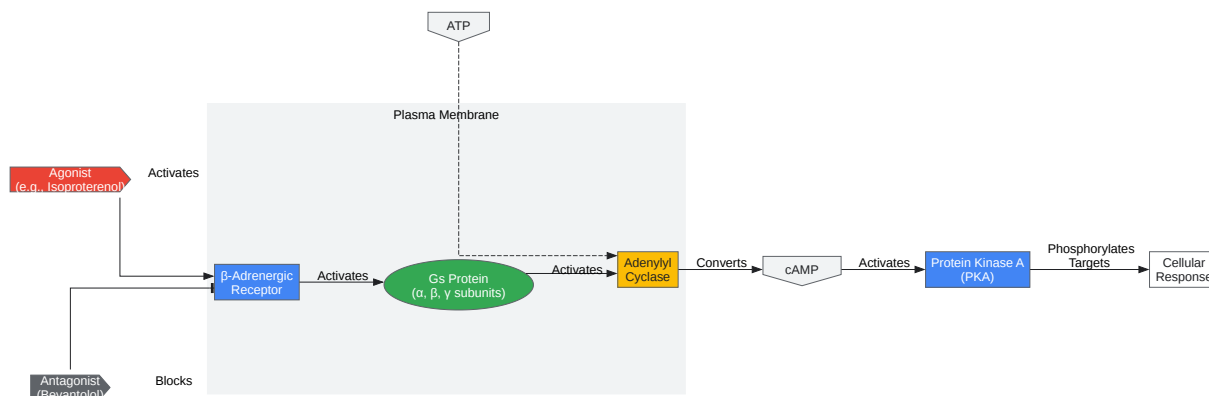 ATP
Plasma Membrane
Agonist
(e.g., Isoproterenol)
Activates
β-Adrenergic
Receptor
Activates
Gs Protein
(α, β, γ subunits)
Activates
Adenylyl
Cyclase
Converts
cAMP
Activates
Protein Kinase A
(PKA)
Phosphorylates
Targets
Cellular
Response
Antagonist
(Bevantolol)
Blocks